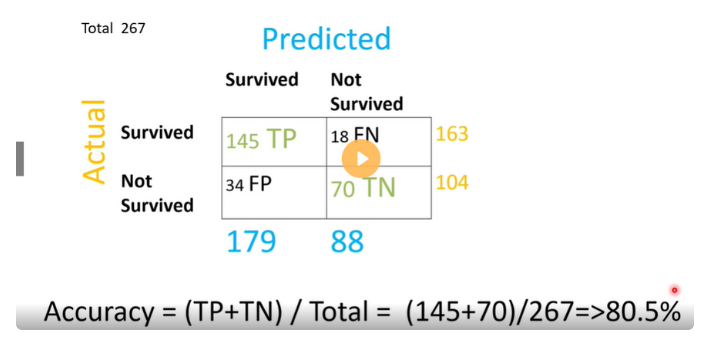 Total 267
Predicted
Survived Not Survived
Actual
Survived 145 TP 18 FN 163
Not Survived 34 FP 70 TN 104
179 88
Accuracy = (TP+TN) / Total = (145+70)/267=>80.5%